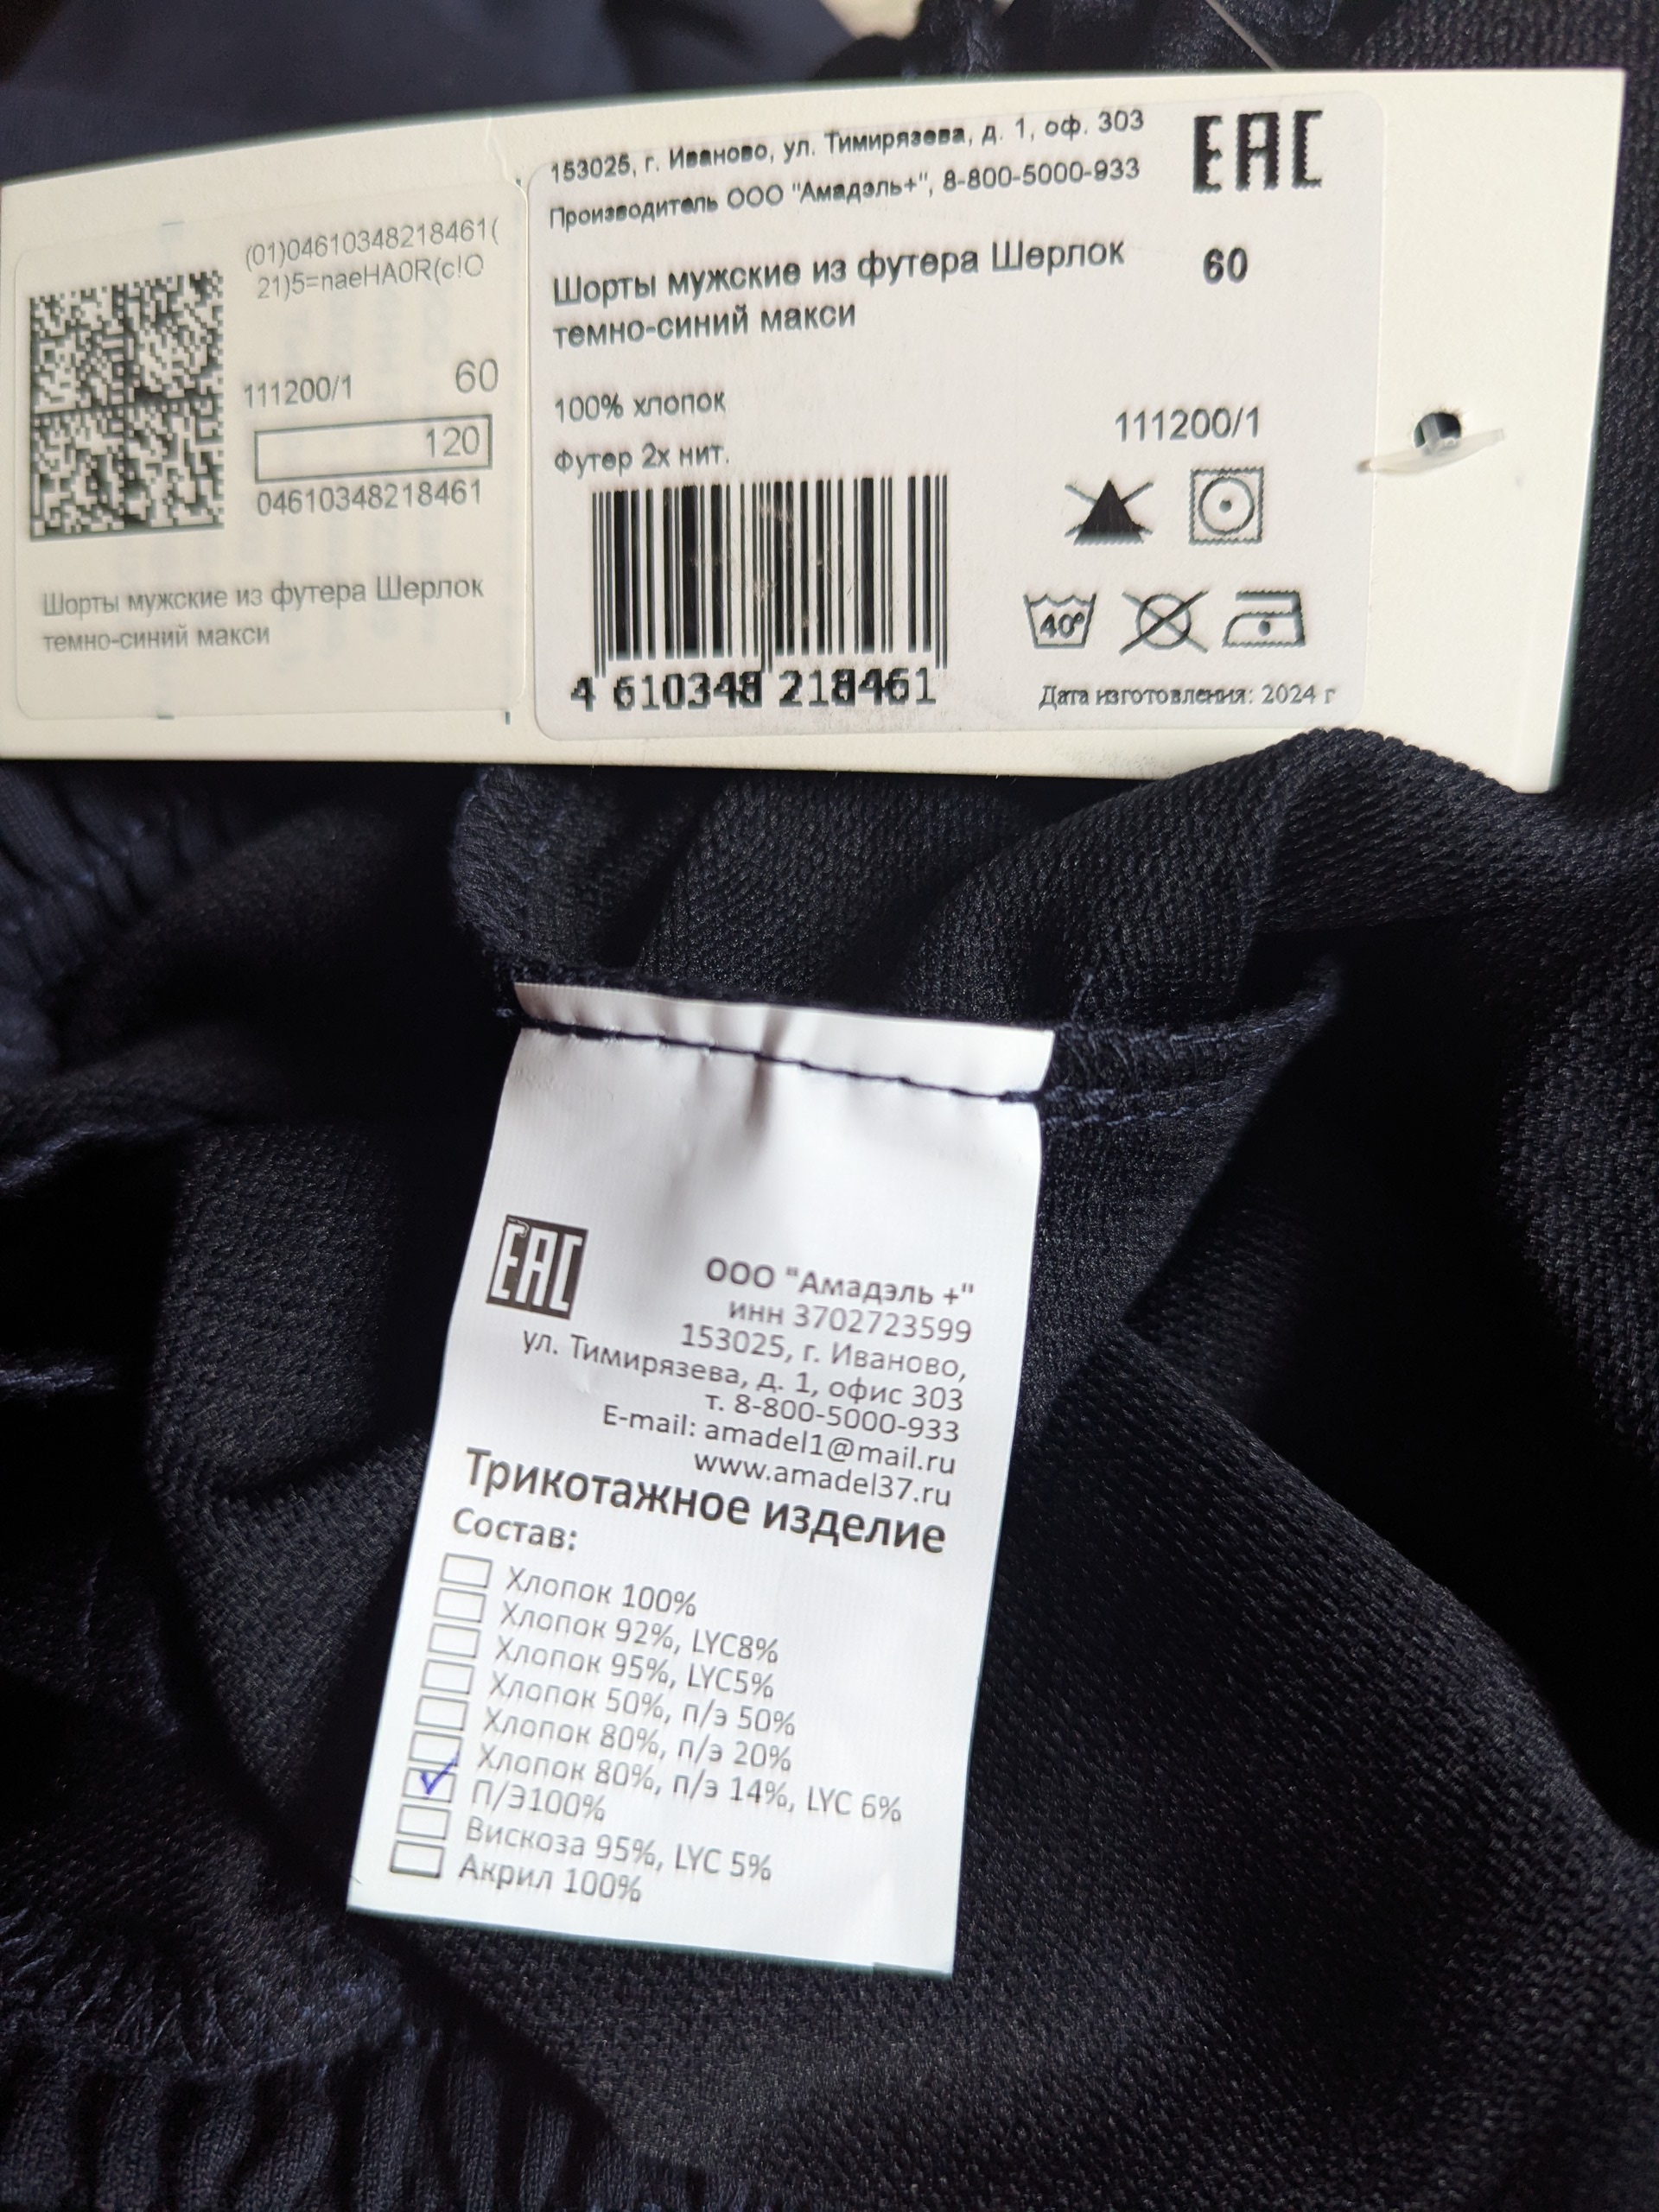 (01)04610348218461(
21)5=naeHA0R(c!O
111200/1 60
120
04610348218461
Шорты мужские из футера Шерлок
темно-синий макси
153025, г. Иваново, ул. Тимирязева, д. 1, оф. 303
Производитель ООО "Амадэль+", 8-800-5000-933
EAC
Шорты мужские из футера Шерлок
темно-синий макси
60
100% хлопок
Футер 2х нит.
111200/1
4 610348 218461
40°
Дата изготовления: 2024 г
EAC
ООО "Амадэль +"
инн 3702723599
153025, г. Иваново,
ул. Тимирязева, д. 1, офис 303
т. 8-800-5000-933
E-mail: amadel1@mail.ru
www.amadel37.ru
Трикотажное изделие
Состав:
Хлопок 100%
Хлопок 92%, LYC8%
Хлопок 95%, LYC5%
Хлопок 50%, п/э 50%
Хлопок 80%, п/э 20%
Хлопок 80%, п/э 14%, LYC 6%
П/Э100%
Вискоза 95%, LYC 5%
Акрил 100%